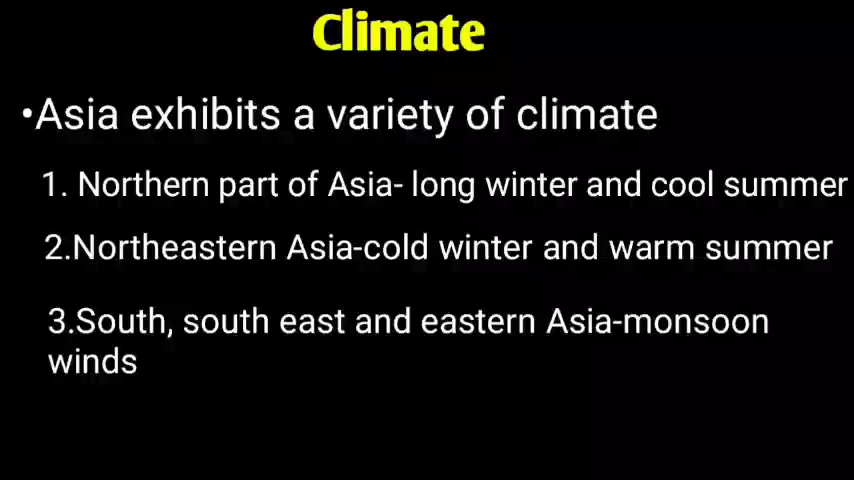 Climate
•Asia exhibits a variety of climate
1. Northern part of Asia- long winter and cool summer
2.Northeastern Asia-cold winter and warm summer
3.South, south east and eastern Asia-monsoon
winds